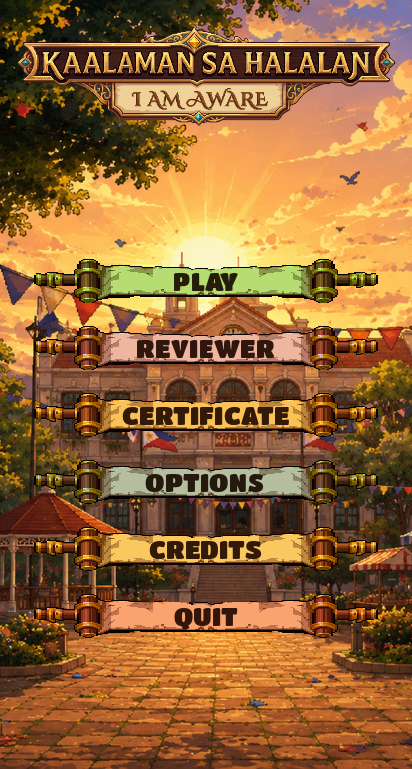 KAALAMAN SA HALALAN
I AM AWARE
PLAY
REVIEWER
CERTIFICATE
OPTIONS
CREDITS
QUIT